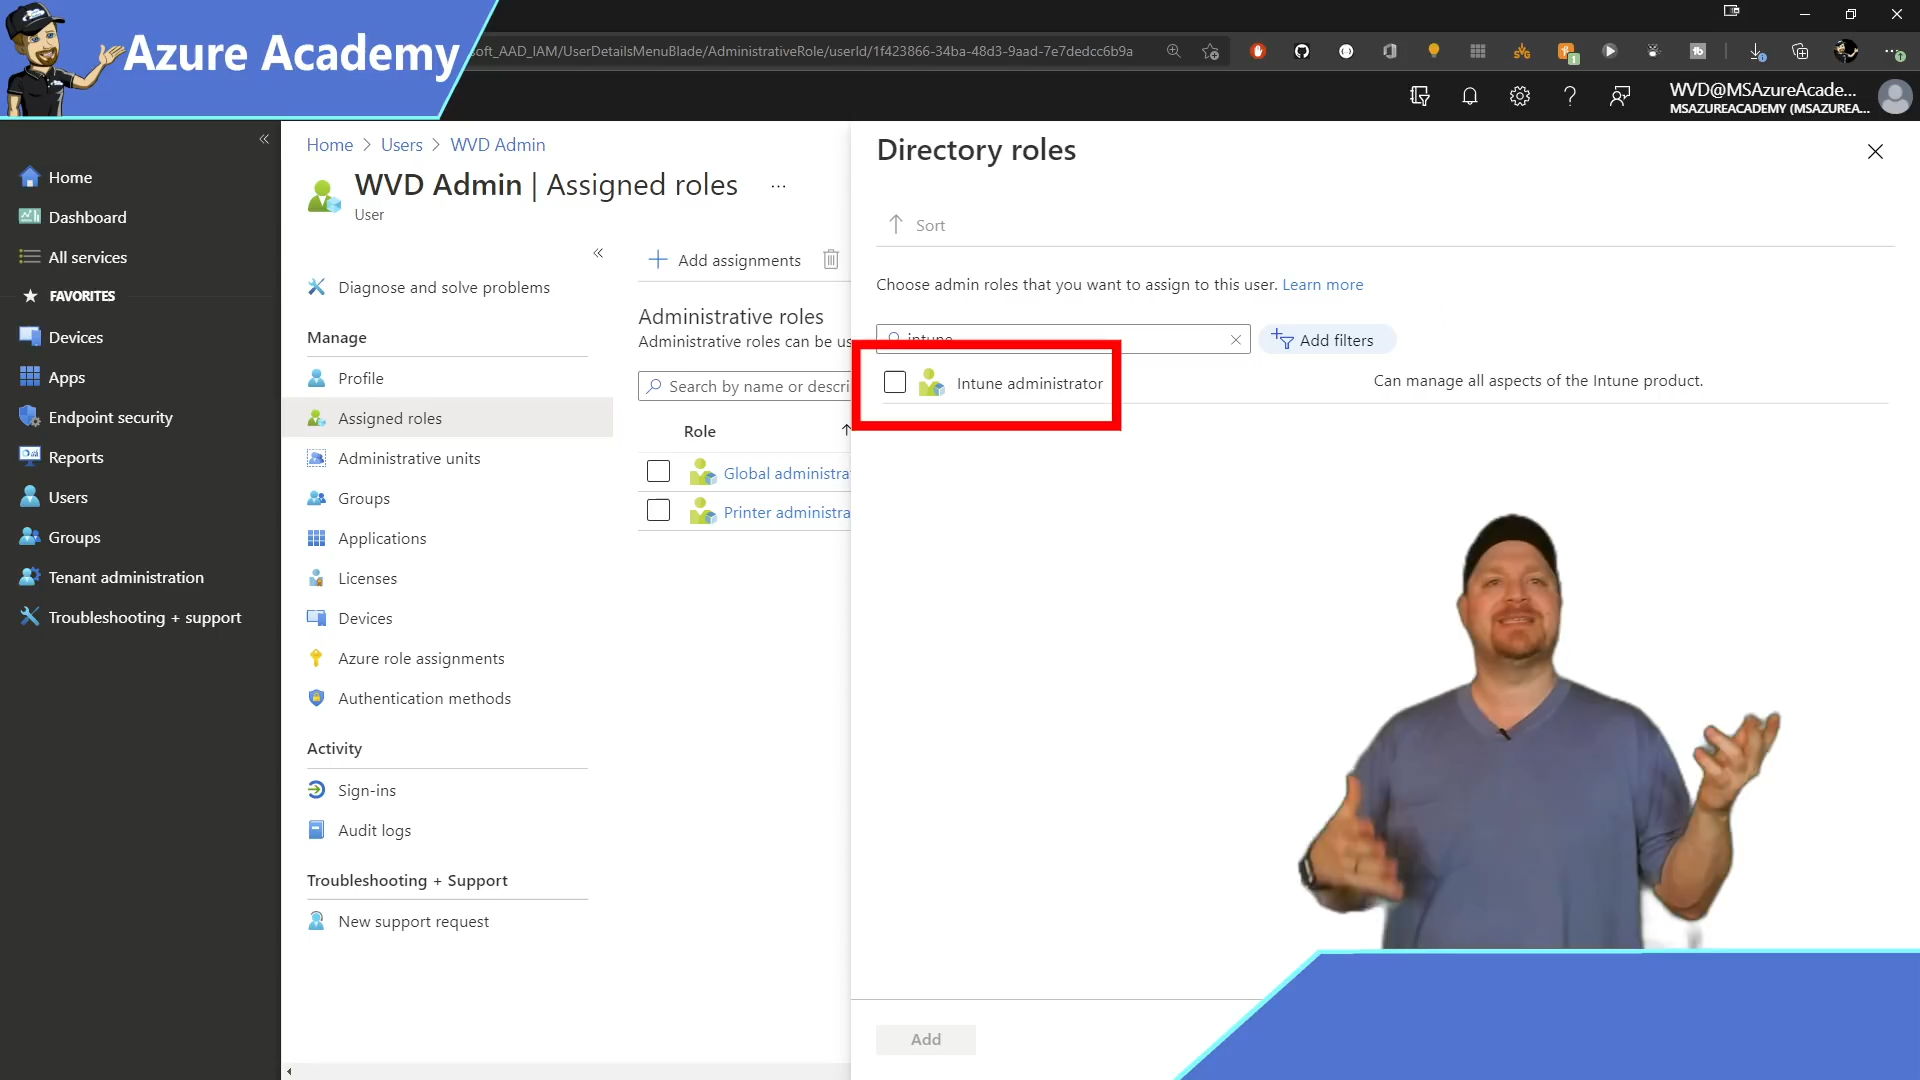 Azure Academy
soft_AAD_IAM/UserDetailsMenuBlade/AdministrativeRole/userId/1f423866-34ba-48d3-9aad-7e7dedcc6b9a
WVD@MSAzureAcade...
MSAZUREACADEMY (MSAZUREA...
Home
Dashboard
All services
FAVORITES
Devices
Apps
Endpoint security
Reports
Users
Groups
Tenant administration
Troubleshooting + support
Home > Users > WVD Admin
WVD Admin | Assigned roles ...
User
Diagnose and solve problems
Manage
Profile
Assigned roles
Administrative units
Groups
Applications
Licenses
Devices
Azure role assignments
Authentication methods
Activity
Sign-ins
Audit logs
Troubleshooting + Support
New support request
Add assignments
Administrative roles
Administrative roles can be us
Search by name or descri
Role
Global administra
Printer administra
Directory roles
Sort
Choose admin roles that you want to assign to this user. Learn more
intune
Add filters
Intune administrator
Can manage all aspects of the Intune product.
Add